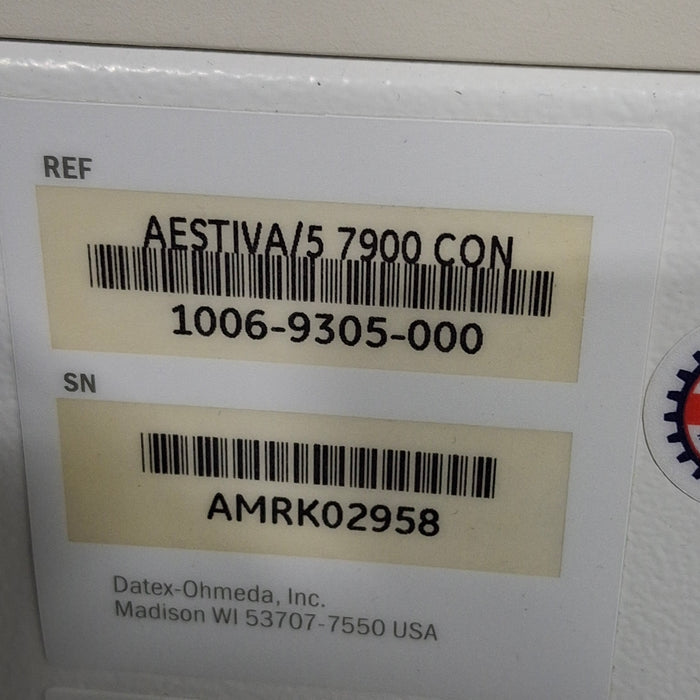 REF
AESTIVA/5 7900 CON
1006-9305-000
SN
AMRK02958
Datex-Ohmeda, Inc.
Madison WI 53707-7550 USA